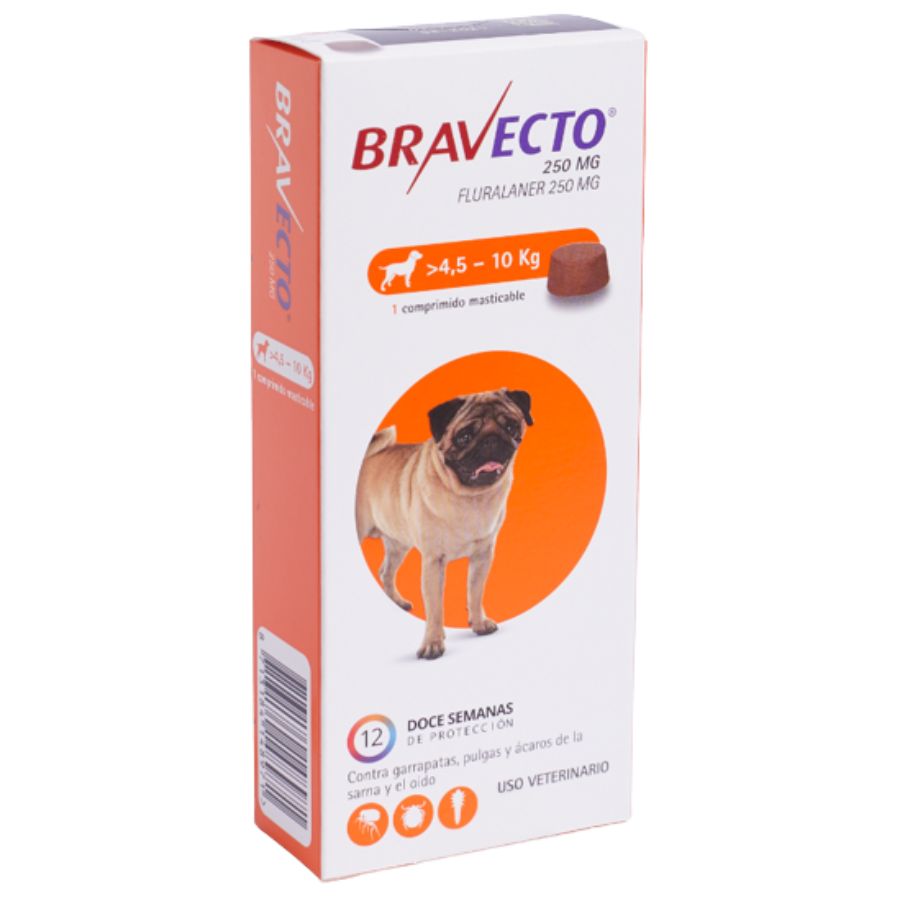 BRAVECTO®
250 MG
FLURALANER 250 MG
>4,5 – 10 Kg
1 comprimido masticable
12
DOCE SEMANAS
DE PROTECCIÓN
Contra garrapatas, pulgas y ácaros de la
sarna y el oído
USO VETERINARIO
BRAVECTO®
250 MG
>4,5 – 10 Kg
1 comprimido masticable